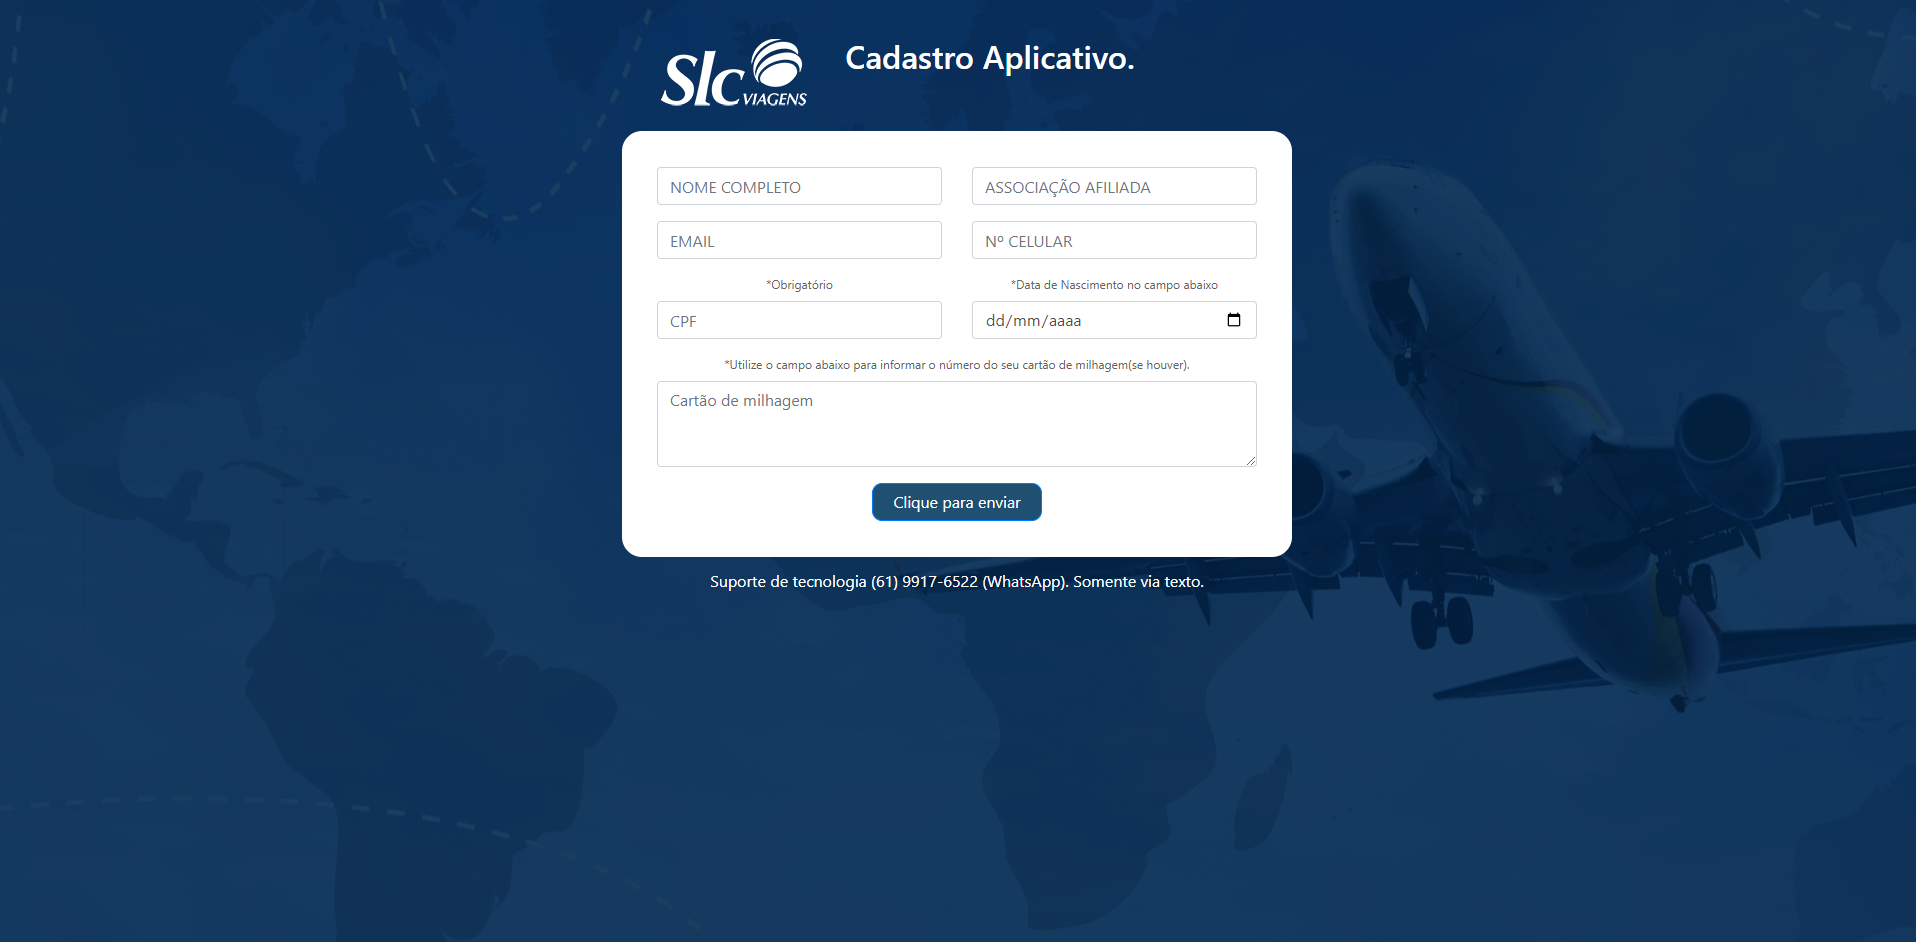 Slc VIAGENS
Cadastro Aplicativo.
NOME COMPLETO
ASSOCIAÇÃO AFILIADA
EMAIL
Nº CELULAR
*Obrigatório
*Data de Nascimento no campo abaixo
CPF
dd/mm/aaaa
*Utilize o campo abaixo para informar o número do seu cartão de milhagem(se houver).
Cartão de milhagem
Clique para enviar
Suporte de tecnologia (61) 9917-6522 (WhatsApp). Somente via texto.